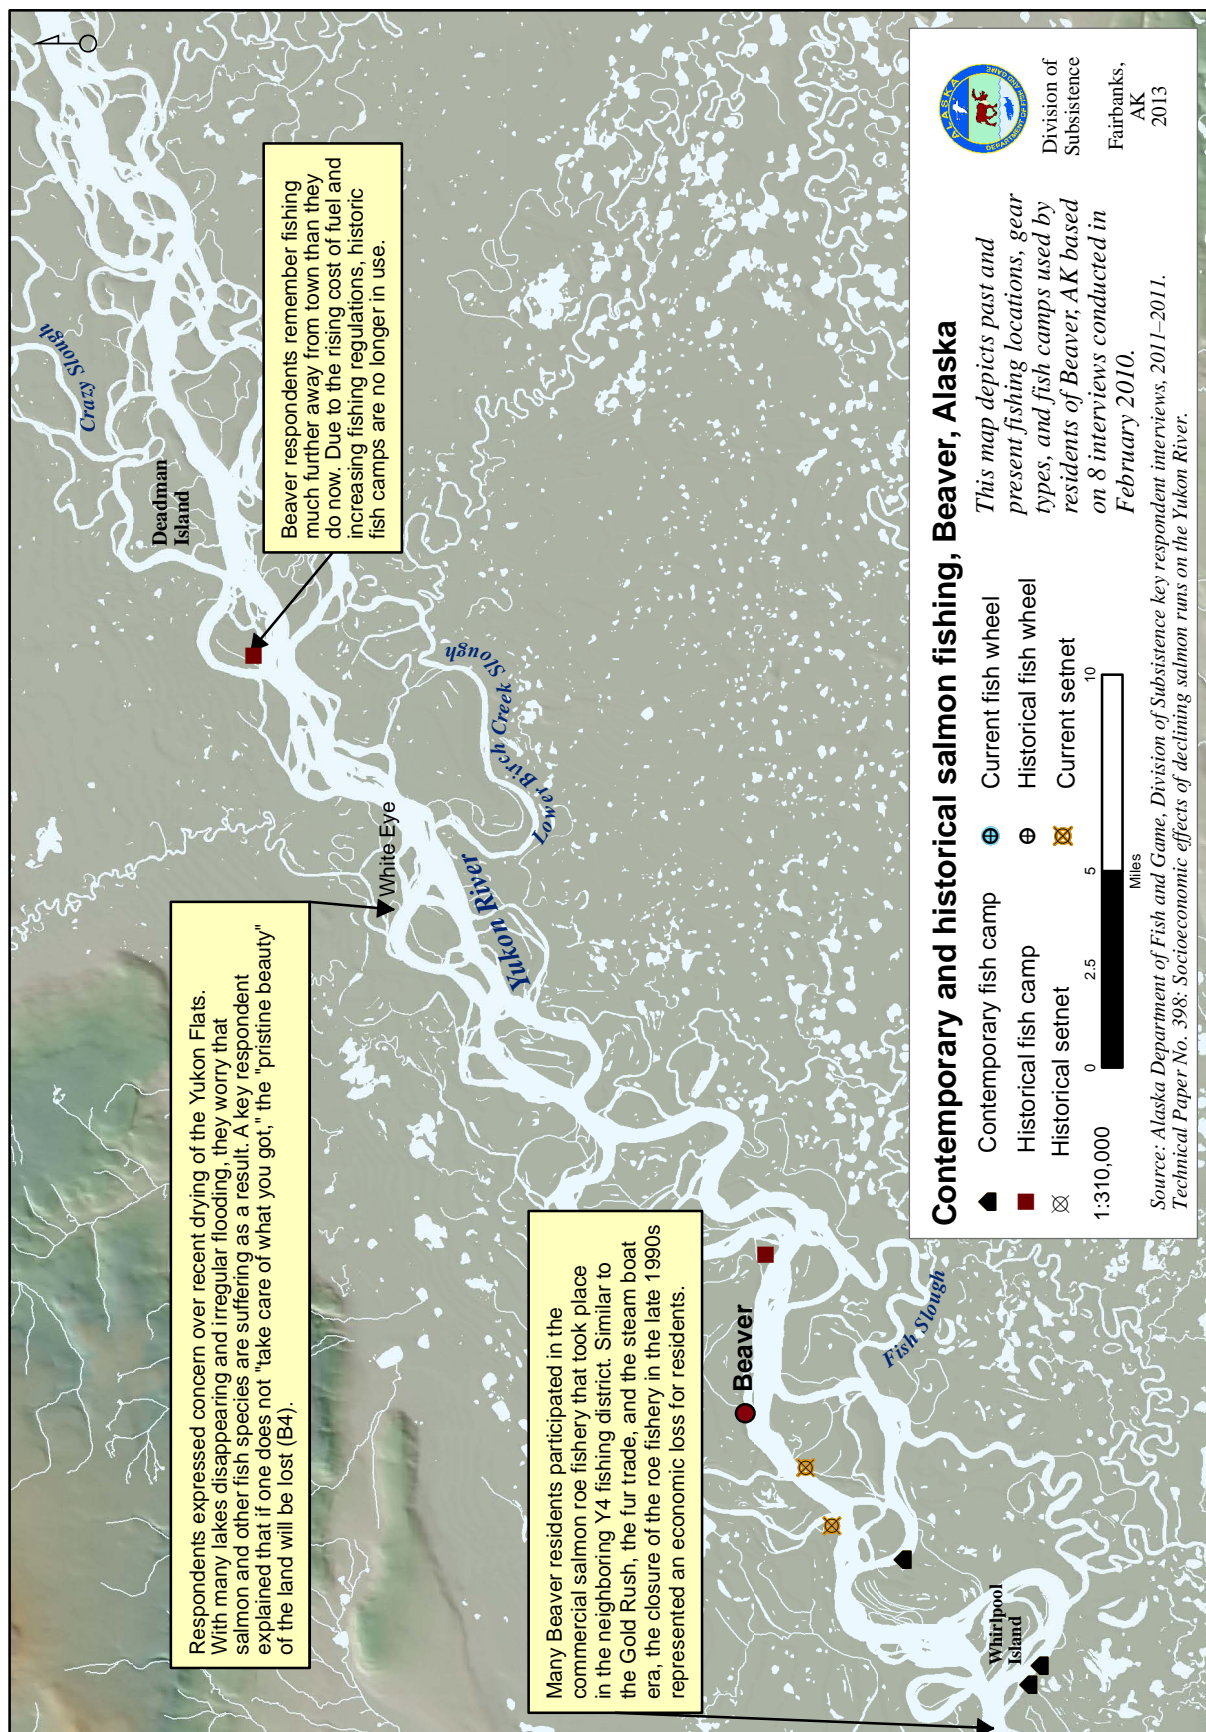 Crazy Slough
Deadman
Island
Beaver respondents remember fishing
much further away from town than they
do now. Due to the rising cost of fuel and
increasing fishing regulations, historic
fish camps are no longer in use.
Lower Birch Creek Slough
White Eye
Yukon River
Respondents expressed concern over recent drying of the Yukon Flats.
With many lakes disappearing and irregular flooding, they worry that
salmon and other fish species are suffering as a result. A key respondent
explained that if one does not "take care of what you got," the "pristine beauty"
of the land will be lost (B4).
Many Beaver residents participated in the
commercial salmon roe fishery that took place
in the neighboring Y4 fishing district. Similar to
the Gold Rush, the fur trade, and the steam boat
era, the closure of the roe fishery in the late 1990s
represented an economic loss for residents.
Beaver
Fish Slough
Whirlpool
Island
Contemporary and historical salmon fishing, Beaver, Alaska
Contemporary fish camp
Historical fish camp
Historical setnet
Current fish wheel
Historical fish wheel
Current setnet
1:310,000
0 2.5 5 10
Miles
This map depicts past and
present fishing locations, gear
types, and fish camps used by
residents of Beaver, AK based
on 8 interviews conducted in
February 2010.
ALASKA
DEPARTMENT OF FISH AND GAME
Division of
Subsistence
Fairbanks,
AK
2013
Source: Alaska Department of Fish and Game, Division of Subsistence key respondent interviews, 2011–2011.
Technical Paper No. 398: Socioeconomic effects of declining salmon runs on the Yukon River.